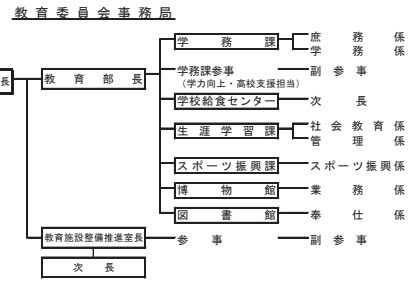 教育委員会事務局
学務課
庶務係
学務係
長
教育部長
学務課参事
副参事
(学力向上・高校支援担当)
学校給食センター
次長
生涯学習課
社会教育係
管理係
スポーツ振興課
スポーツ振興係
博物館
業務係
図書館
奉仕係
教育施設整備推進室長
参事
副参事
次長